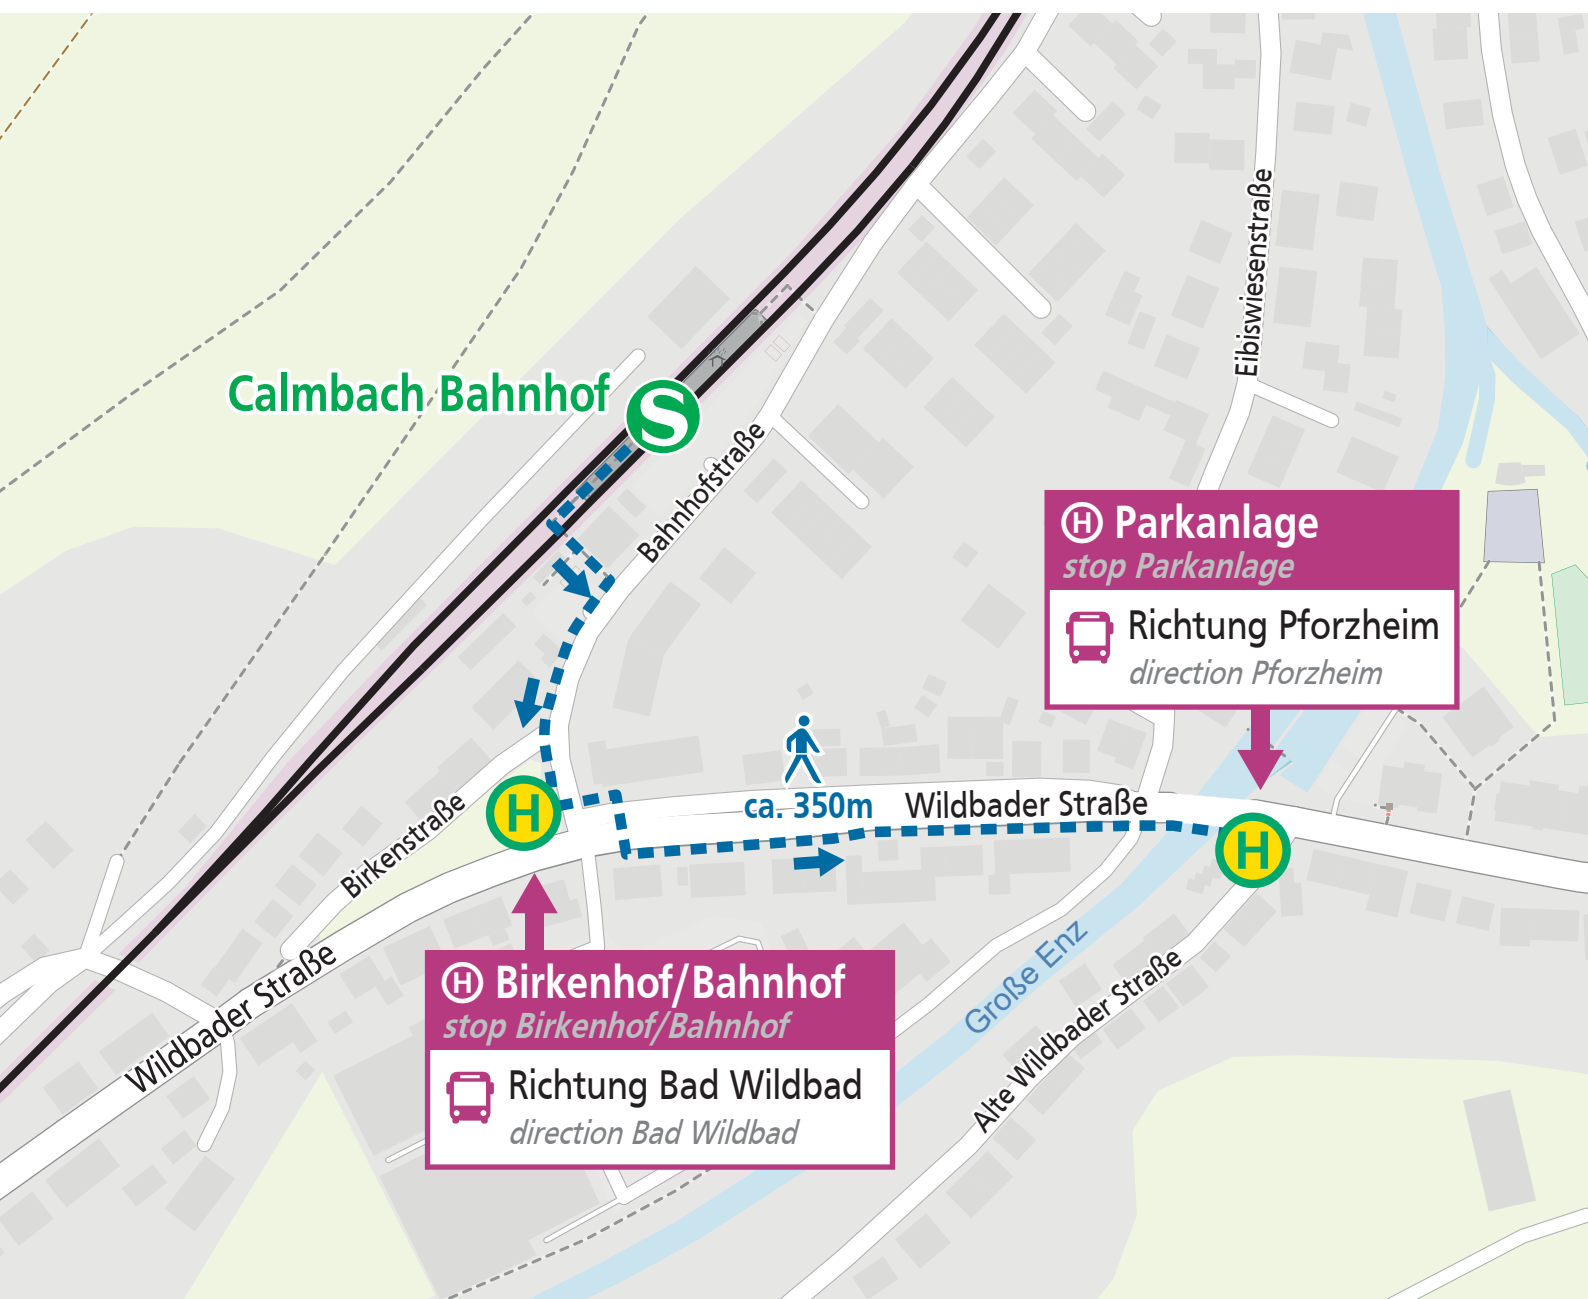 Eibiswiesenstraße
Calmbach Bahnhof
S
Bahnhofstraße
H Parkanlage
stop Parkanlage
Richtung Pforzheim
direction Pforzheim
ca. 350m
Wildbader Straße
H
H
Birkenstraße
Wildbader Straße
Große Enz
Alte Wildbader Straße
H Birkenhof/Bahnhof
stop Birkenhof/Bahnhof
Richtung Bad Wildbad
direction Bad Wildbad